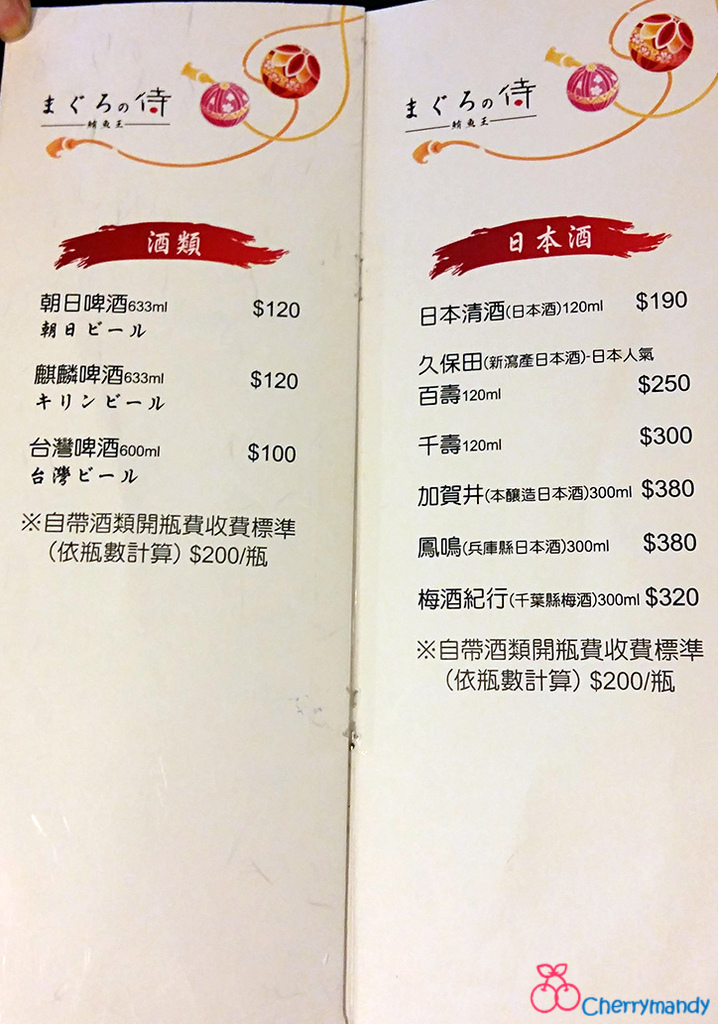 まぐろの侍
鮪魚王
酒類
朝日啤酒633ml $120
朝日ビール
麒麟啤酒633ml $120
キリンビール
台灣啤酒600ml $100
台灣ビール
※自帶酒類開瓶費收費標準
(依瓶數計算) $200/瓶
まぐろの侍
鮪魚王
日本酒
日本清酒(日本酒)120ml $190
久保田(新瀉產日本酒)-日本人氣
百壽120ml $250
千壽120ml $300
加賀井(本釀造日本酒)300ml $380
鳳鳴(兵庫縣日本酒)300ml $380
梅酒紀行(千葉縣梅酒)300ml $320
※自帶酒類開瓶費收費標準
(依瓶數計算) $200/瓶
Cherrymandy